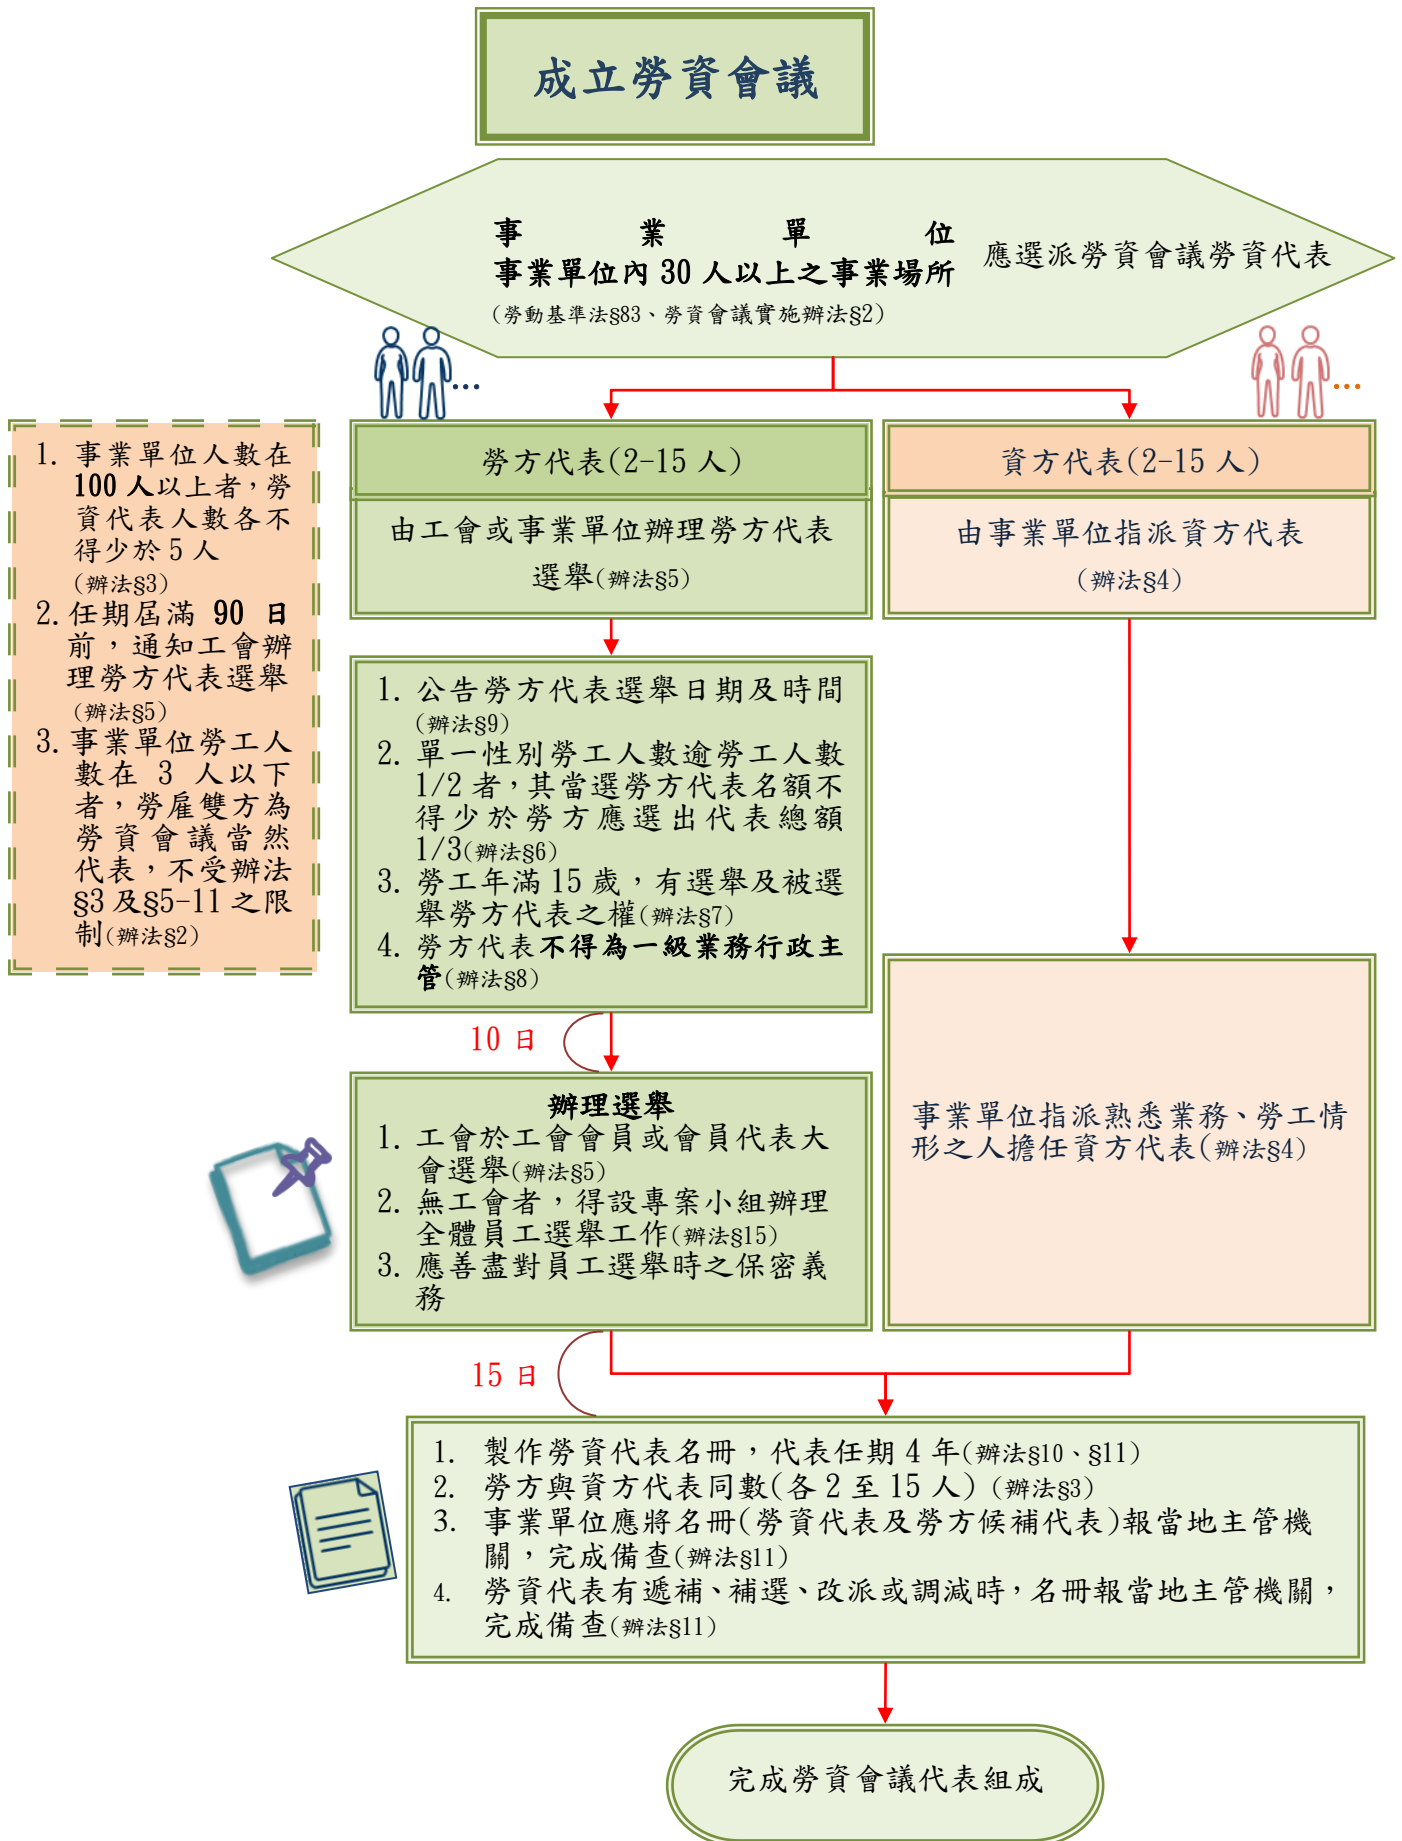 成立勞資會議
事業單位
事業單位內 30 人以上之事業場所
應選派勞資會議勞資代表
(勞動基準法§83、勞資會議實施辦法§2)
…
…
1. 事業單位人數在
100 人以上者,勞
資代表人數各不
得少於 5 人
(辦法§3)
2. 任期屆滿 90 日
前,通知工會辦
理勞方代表選舉
(辦法§5)
3. 事業單位勞工人
數在 3 人以下
者,勞雇雙方為
勞資會議當然
代表,不受辦法
§3 及§5-11 之限
制(辦法§2)
勞方代表(2-15 人)
由工會或事業單位辦理勞方代表
選舉(辦法§5)
資方代表(2-15 人)
由事業單位指派資方代表
(辦法§4)
1. 公告勞方代表選舉日期及時間
(辦法§9)
2. 單一性別勞工人數逾勞工人數
1/2 者,其當選勞方代表名額不
得少於勞方應選出代表總額
1/3(辦法§6)
3. 勞工年滿 15 歲,有選舉及被選
舉勞方代表之權(辦法§7)
4. 勞方代表不得為一級業務行政主
管(辦法§8)
10 日
辦理選舉
1. 工會於工會會員或會員代表大
會選舉(辦法§5)
2. 無工會者,得設專案小組辦理
全體員工選舉工作(辦法§15)
3. 應善盡對員工選舉時之保密義
務
事業單位指派熟悉業務、勞工情
形之人擔任資方代表(辦法§4)
15 日
1. 製作勞資代表名冊,代表任期 4 年(辦法§10、§11)
2. 勞方與資方代表同數(各 2 至 15 人) (辦法§3)
3. 事業單位應將名冊(勞資代表及勞方候補代表)報當地主管機
關,完成備查(辦法§11)
4. 勞資代表有遞補、補選、改派或調減時,名冊報當地主管機關,
完成備查(辦法§11)
完成勞資會議代表組成